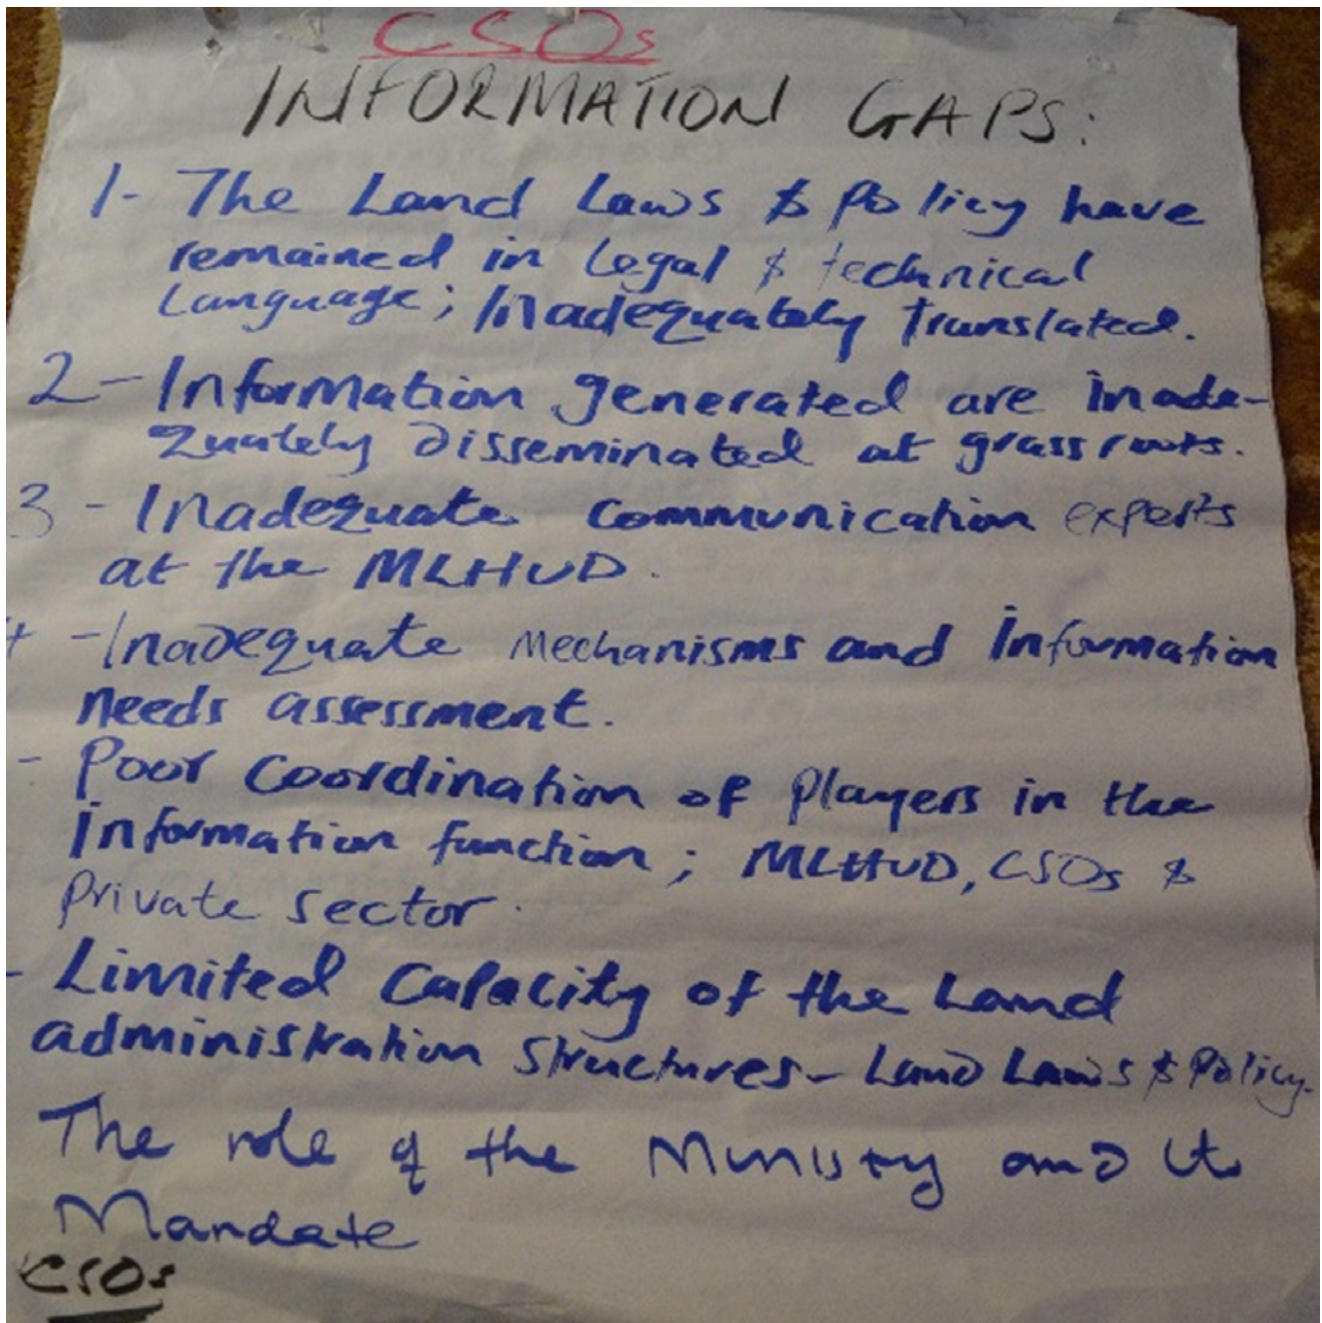 CSOs
INFORMATION GAPS:
1- The Land Laws & Policy have
remained in Legal & technical
Language; Inadequately Translated.
2- Information generated are inade-
quately disseminated at grassroots.
3 - Inadequate communication experts
at the MLHUD.
4 - Inadequate Mechanisms and information
needs assessment.
- Poor Coordination of Players in the
information function; MLHUD, CSOs &
Private Sector.
- Limited Capacity of the Land
administration structures - Land Laws & Policy.
The role of the Ministry and its
Mandate
CSOs